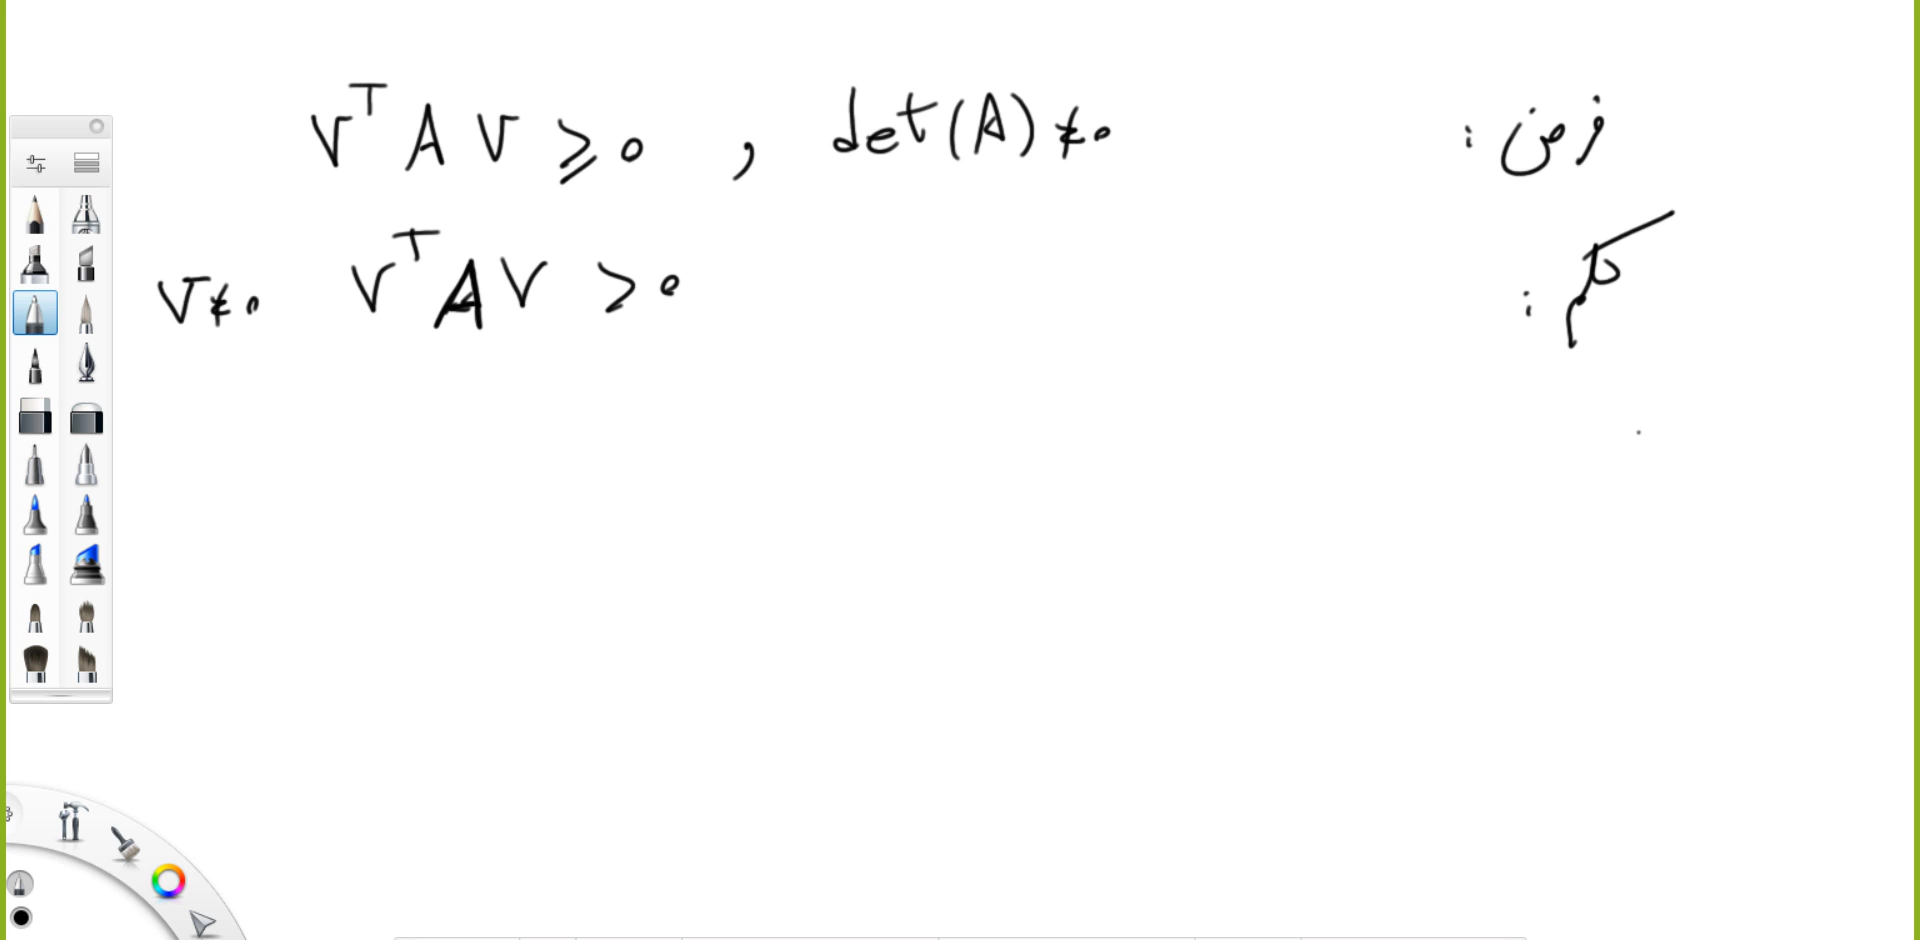 فرض : V^T A V ≥ 0 , det(A) ≠ 0
حکم : V ≠ 0 V^T A V > 0